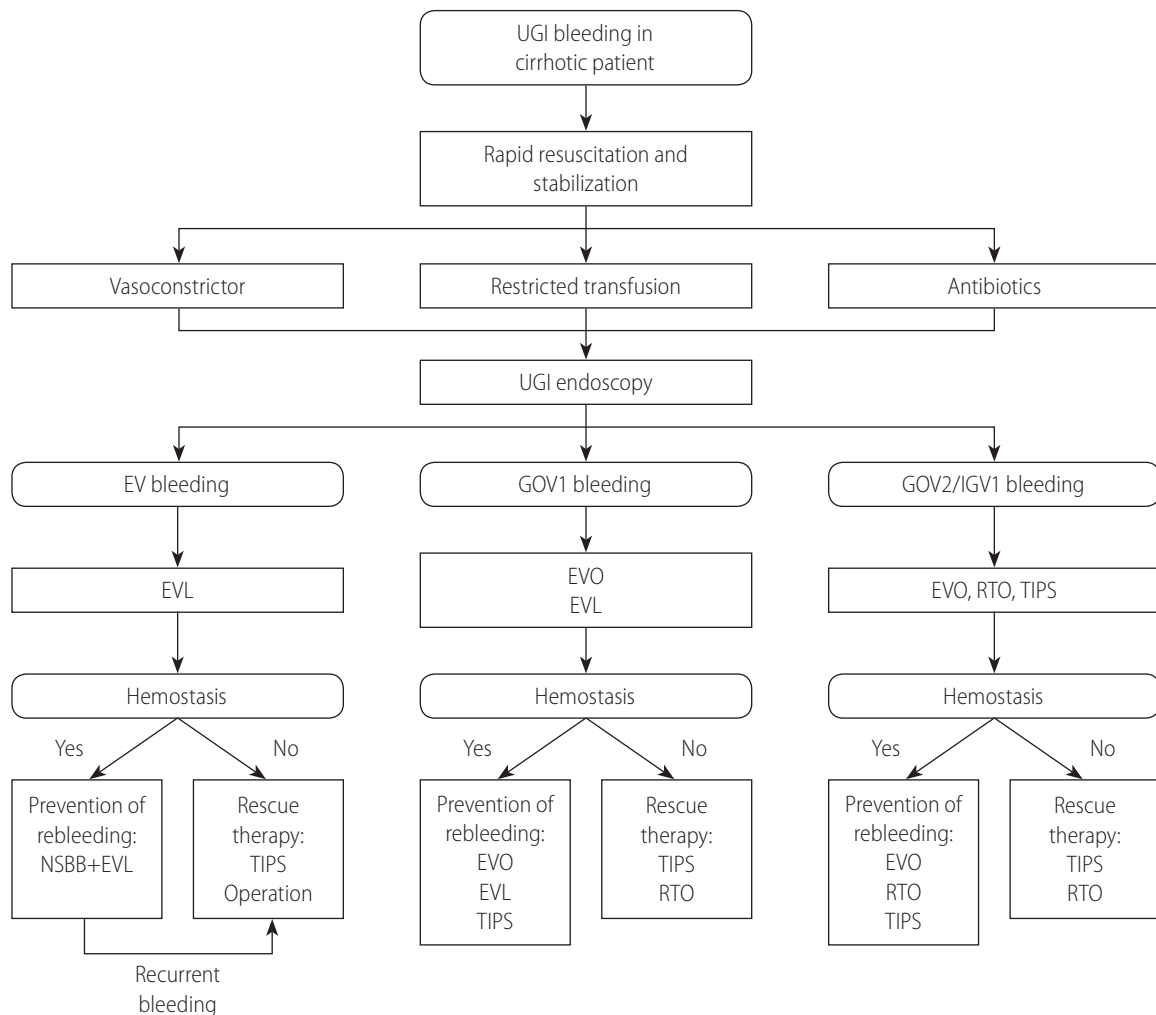 UGI bleeding in
cirrhotic patient
Rapid resuscitation and
stabilization
Vasoconstrictor
Restricted transfusion
Antibiotics
UGI endoscopy
EV bleeding
GOV1 bleeding
GOV2/IGV1 bleeding
EVL
EVO
EVL
EVO, RTO, TIPS
Hemostasis
Hemostasis
Hemostasis
Yes
No
Yes
No
Yes
No
Prevention of
rebleeding:
NSBB+EVL
Rescue
therapy:
TIPS
Operation
Prevention of
rebleeding:
EVO
EVL
TIPS
Rescue
therapy:
TIPS
RTO
Prevention of
rebleeding:
EVO
RTO
TIPS
Rescue
therapy:
TIPS
RTO
Recurrent
bleeding